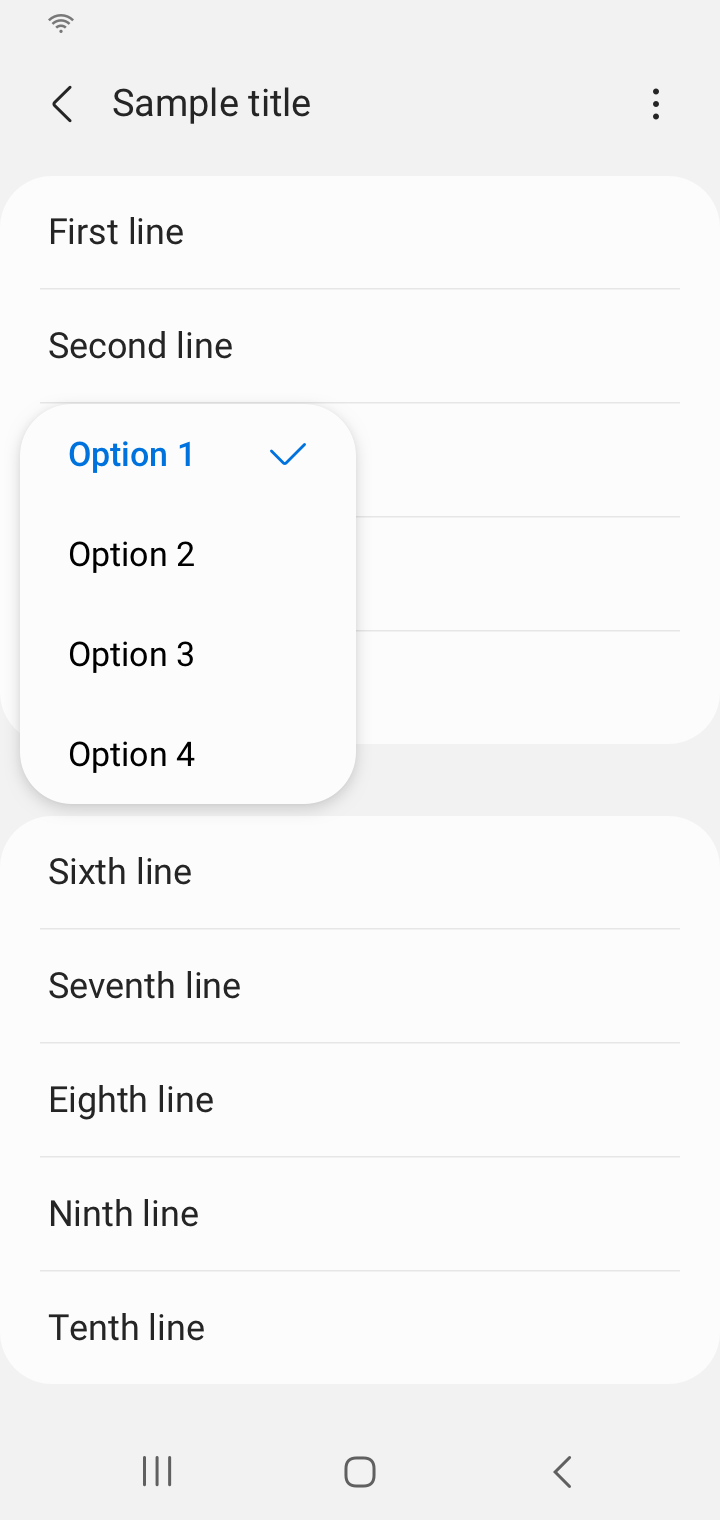 Sample title
First line
Second line
Option 1
Option 2
Option 3
Option 4
Sixth line
Seventh line
Eighth line
Ninth line
Tenth line